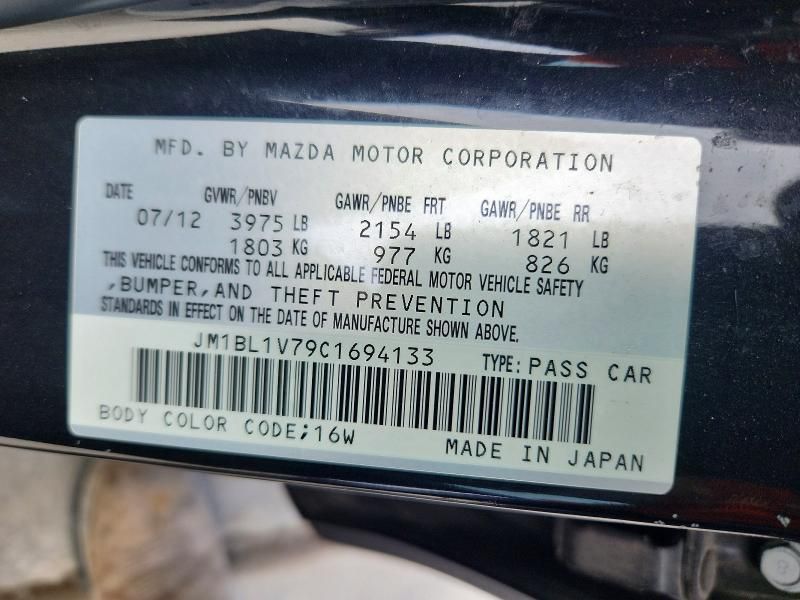 MFD. BY MAZDA MOTOR CORPORATION
DATE GVWR/PNBV GAWR/PNBE FRT GAWR/PNBE RR
07/12 3975 LB 2154 LB 1821 LB
1803 KG 977 KG 826 KG
THIS VEHICLE CONFORMS TO ALL APPLICABLE FEDERAL MOTOR VEHICLE SAFETY
,BUMPER,AND THEFT PREVENTION
STANDARDS IN EFFECT ON THE DATE OF MANUFACTURE SHOWN ABOVE.
JM1BL1V79C1694133 TYPE: PASS CAR
BODY COLOR CODE;16W
MADE IN JAPAN